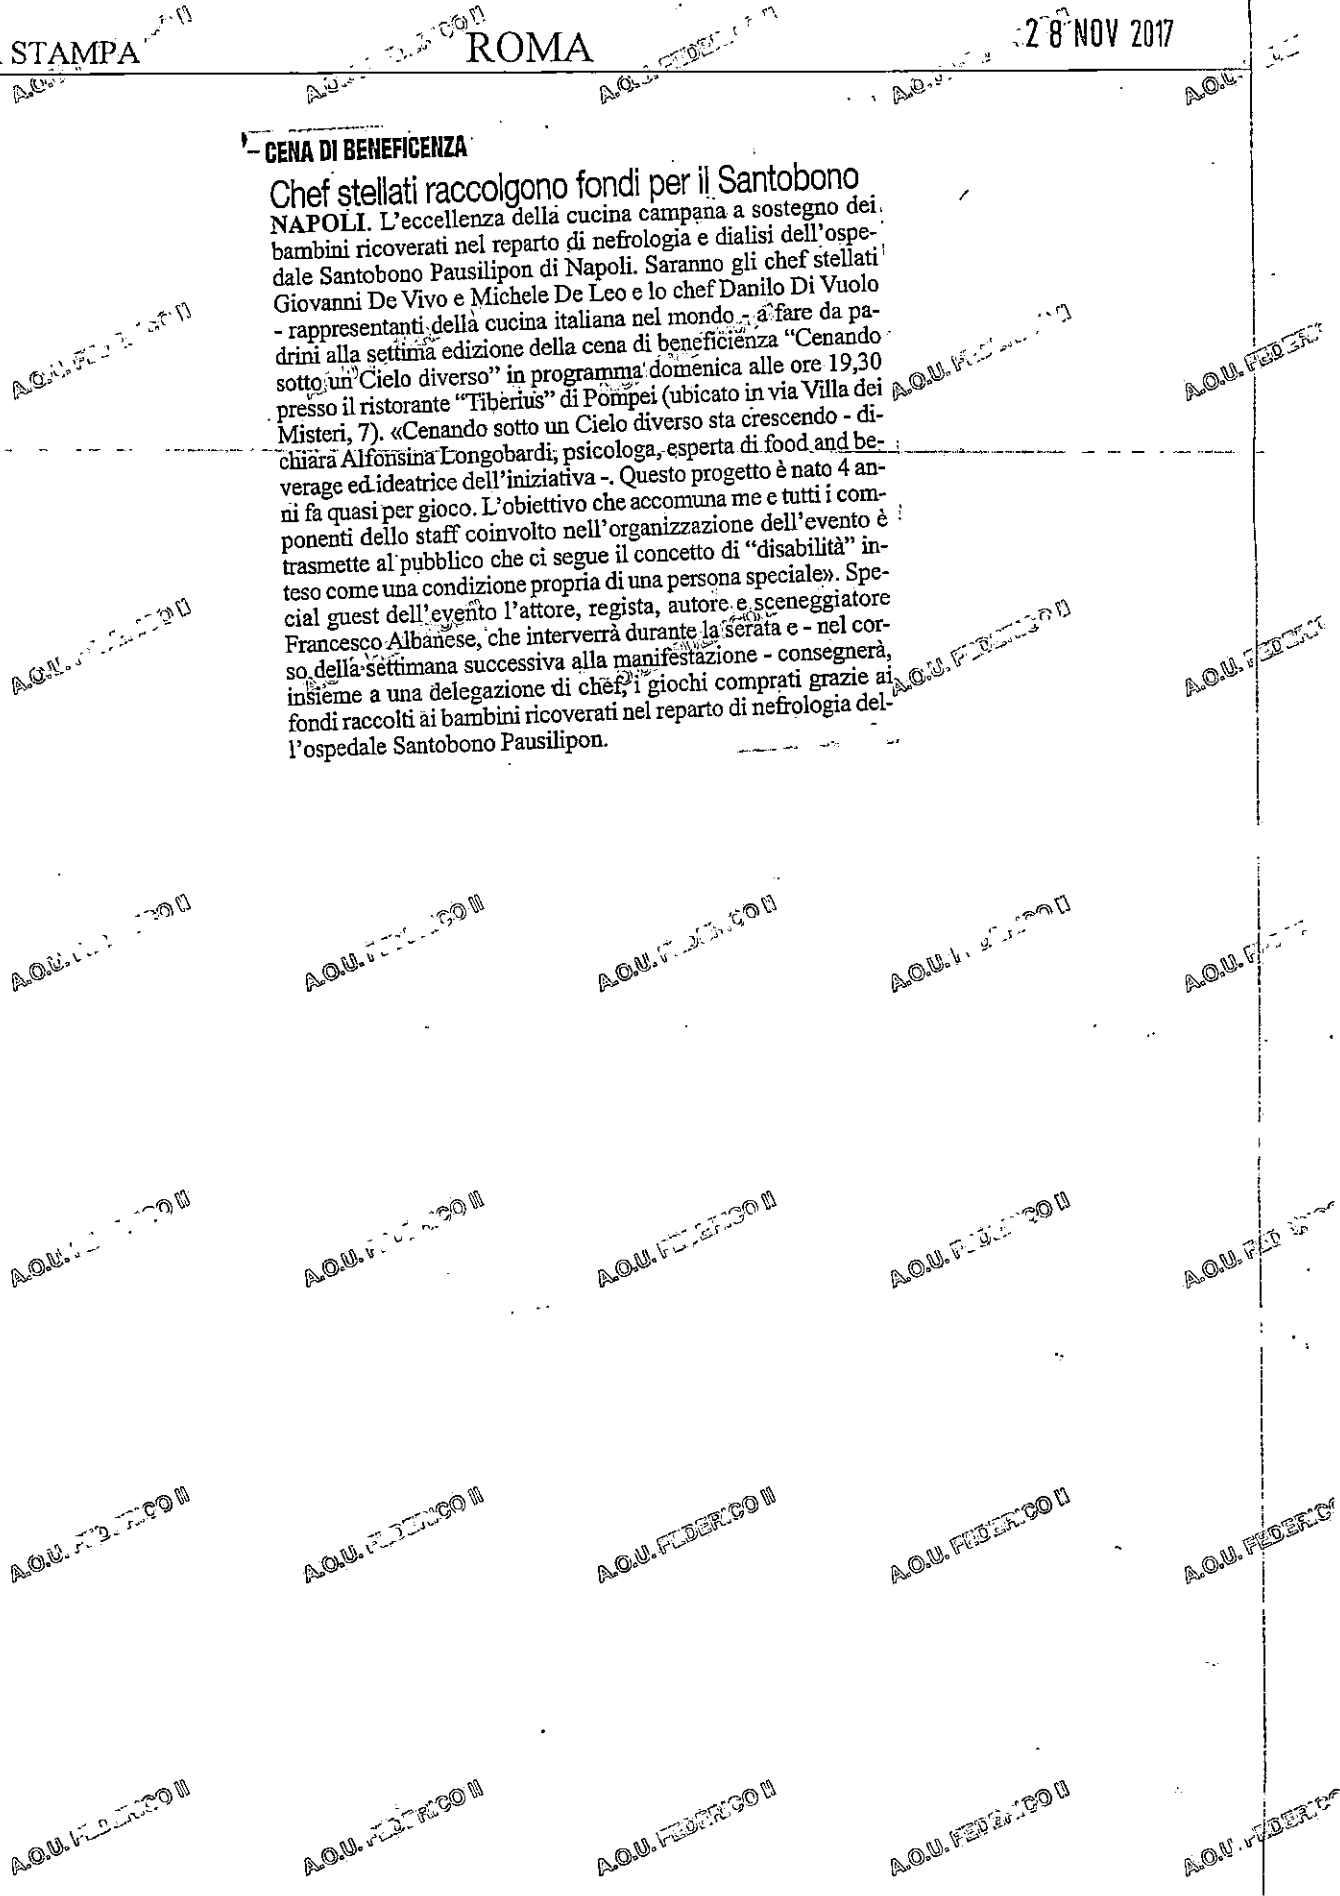 STAMPA
ROMA
28 NOV 2017
CENA DI BENEFICENZA
Chef stellati raccolgono fondi per il Santobono
NAPOLI. L'eccellenza della cucina campana a sostegno dei
bambini ricoverati nel reparto di nefrologia e dialisi dell'ospe-
dale Santobono Pausilipon di Napoli. Saranno gli chef stellati
Giovanni De Vivo e Michele De Leo e lo chef Danilo Di Vuolo
- rappresentanti della cucina italiana nel mondo - a fare da pa-
drini alla settima edizione della cena di beneficienza “Cenando
sotto un Cielo diverso” in programma domenica alle ore 19,30
presso il ristorante “Tiberius” di Pompei (ubicato in via Villa dei
Misteri, 7). «Cenando sotto un Cielo diverso sta crescendo - di-
chiara Alfonsina Longobardi, psicologa, esperta di food and be-
verage ed ideatrice dell'iniziativa -. Questo progetto è nato 4 an-
ni fa quasi per gioco. L'obiettivo che accomuna me e tutti i com-
ponenti dello staff coinvolto nell'organizzazione dell'evento è
trasmette al pubblico che ci segue il concetto di “disabilità” in-
teso come una condizione propria di una persona speciale». Spe-
cial guest dell'evento l'attore, regista, autore e sceneggiatore
Francesco Albanese, che interverrà durante la serata e - nel cor-
so della settimana successiva alla manifestazione - consegnerà,
insieme a una delegazione di chef, i giochi comprati grazie ai
fondi raccolti ai bambini ricoverati nel reparto di nefrologia del-
l'ospedale Santobono Pausilipon.
A.O.U. FEDERICO II